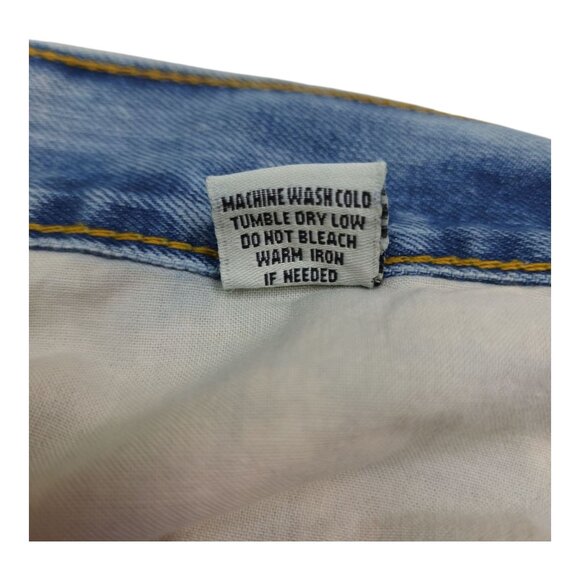 MACHINE WASH COLD
TUMBLE DRY LOW
DO NOT BLEACH
WARM IRON
IF NEEDED